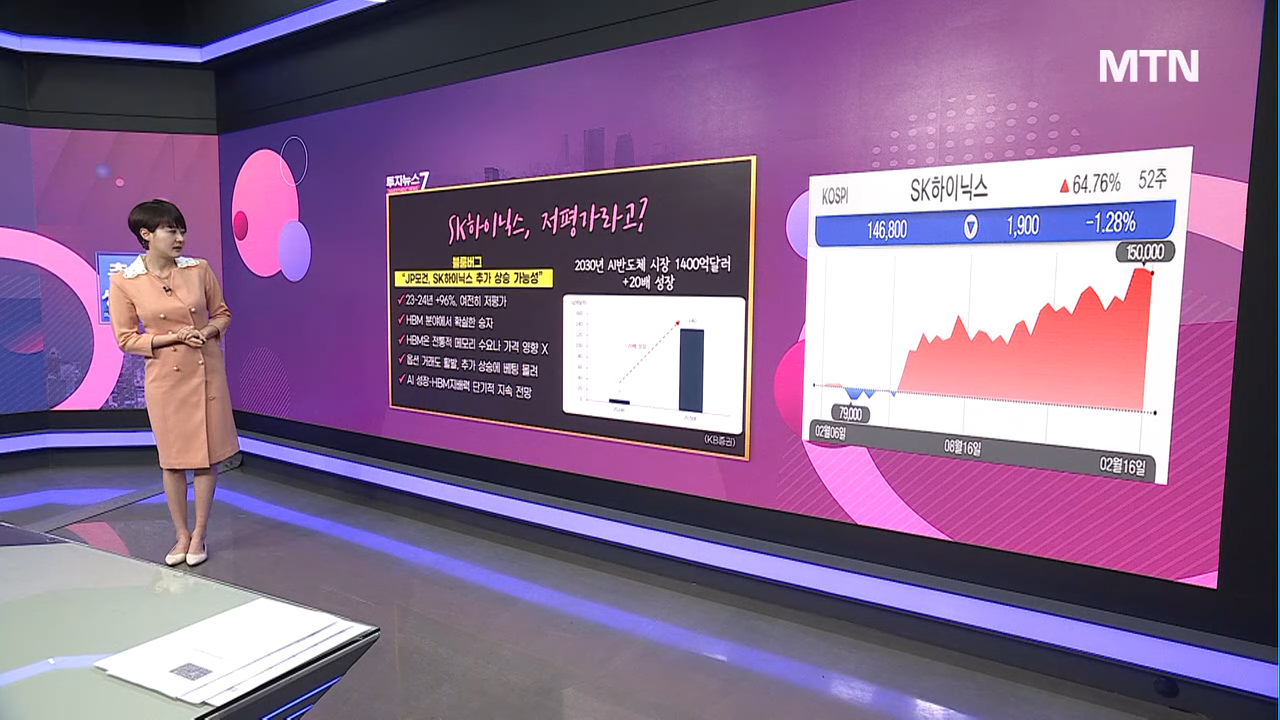 MTN
투자뉴스7
SK하이닉스, 저평가라고?
블룸버그
"JP모건, SK하이닉스 추가 상승 가능성"
✓ 23-24년 +96%, 여전히 저평가
✓ HBM 분야에서 확실한 승자
✓ HBM은 전통적 메모리 수요나 가격 영향 X
✓ 옵션 거래도 활발, 추가 상승에 베팅 몰려
✓ AI 성장·HBM지배력 단기적 지속 전망
2030년 AI반도체 시장 1400억달러
+20배 성장
(KB증권)
KOSPI SK하이닉스 ▲64.76% 52주
146,800 ▽ 1,900 -1.28%
150,000
79,000
02월06일 08월16일 02월16일